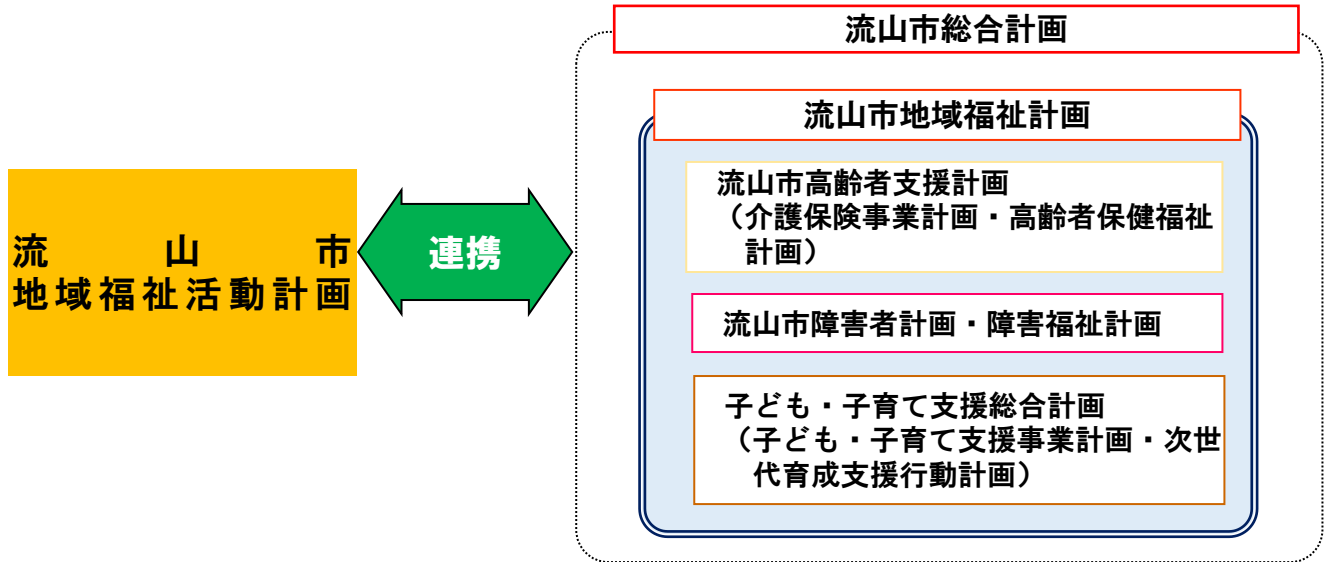 流山市総合計画
流山市地域福祉計画
流山市高齢者支援計画
（介護保険事業計画・高齢者保健福祉
計画）
流山市
地域福祉活動計画
連携
流山市障害者計画・障害福祉計画
子ども・子育て支援総合計画
（子ども・子育て支援事業計画・次世
代育成支援行動計画）